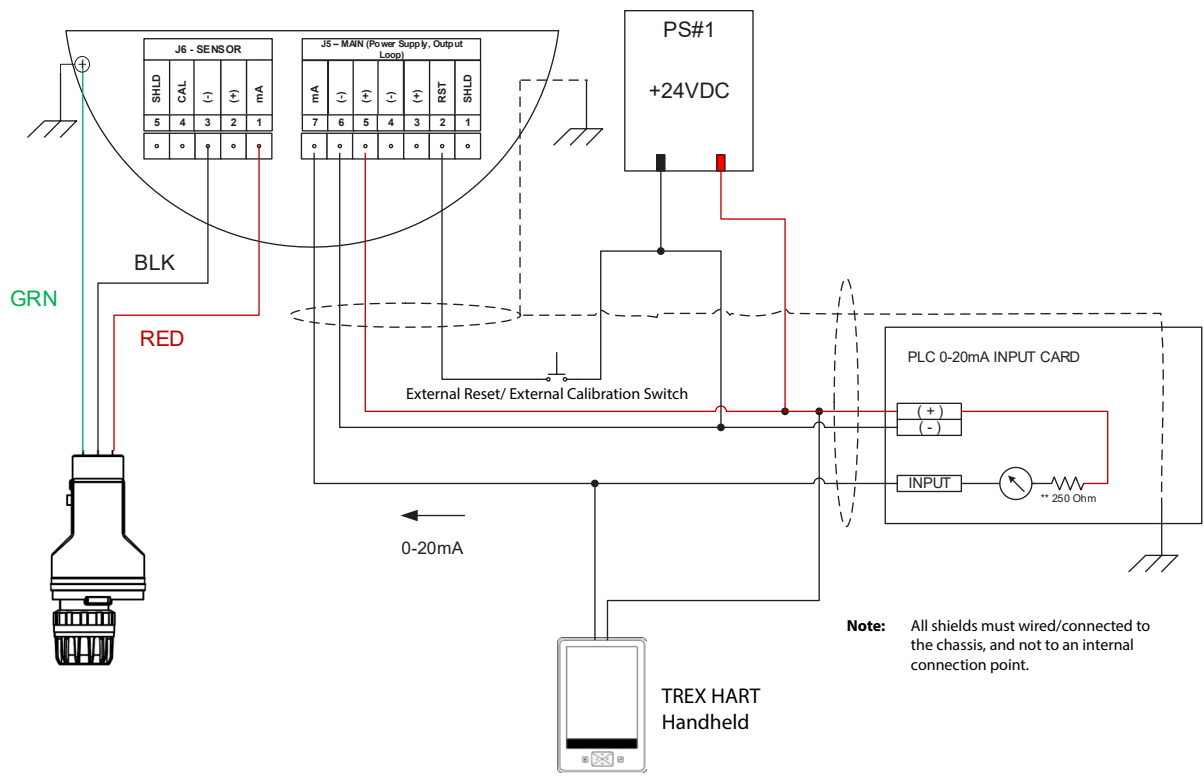 PS#1
+24VDC
J6 - SENSOR
SHLD CAL (-) (+) mA
5 4 3 2 1
J5 – MAIN (Power Supply, Output
Loop)
mA (-) (+) (-) (+) RST SHLD
7 6 5 4 3 2 1
BLK
GRN
RED
External Reset/ External Calibration Switch
PLC 0-20mA INPUT CARD
( + )
( - )
INPUT
** 250 Ohm
0-20mA
Note: All shields must wired/connected to
the chassis, and not to an internal
connection point.
TREX HART
Handheld